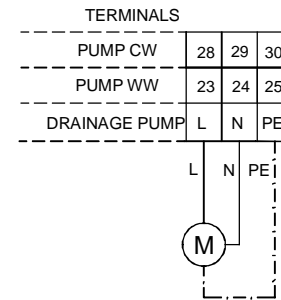 TERMINALS
PUMP CW 28 29 30
PUMP WW 23 24 25
DRAINAGE PUMP L N PE
L N PE
M